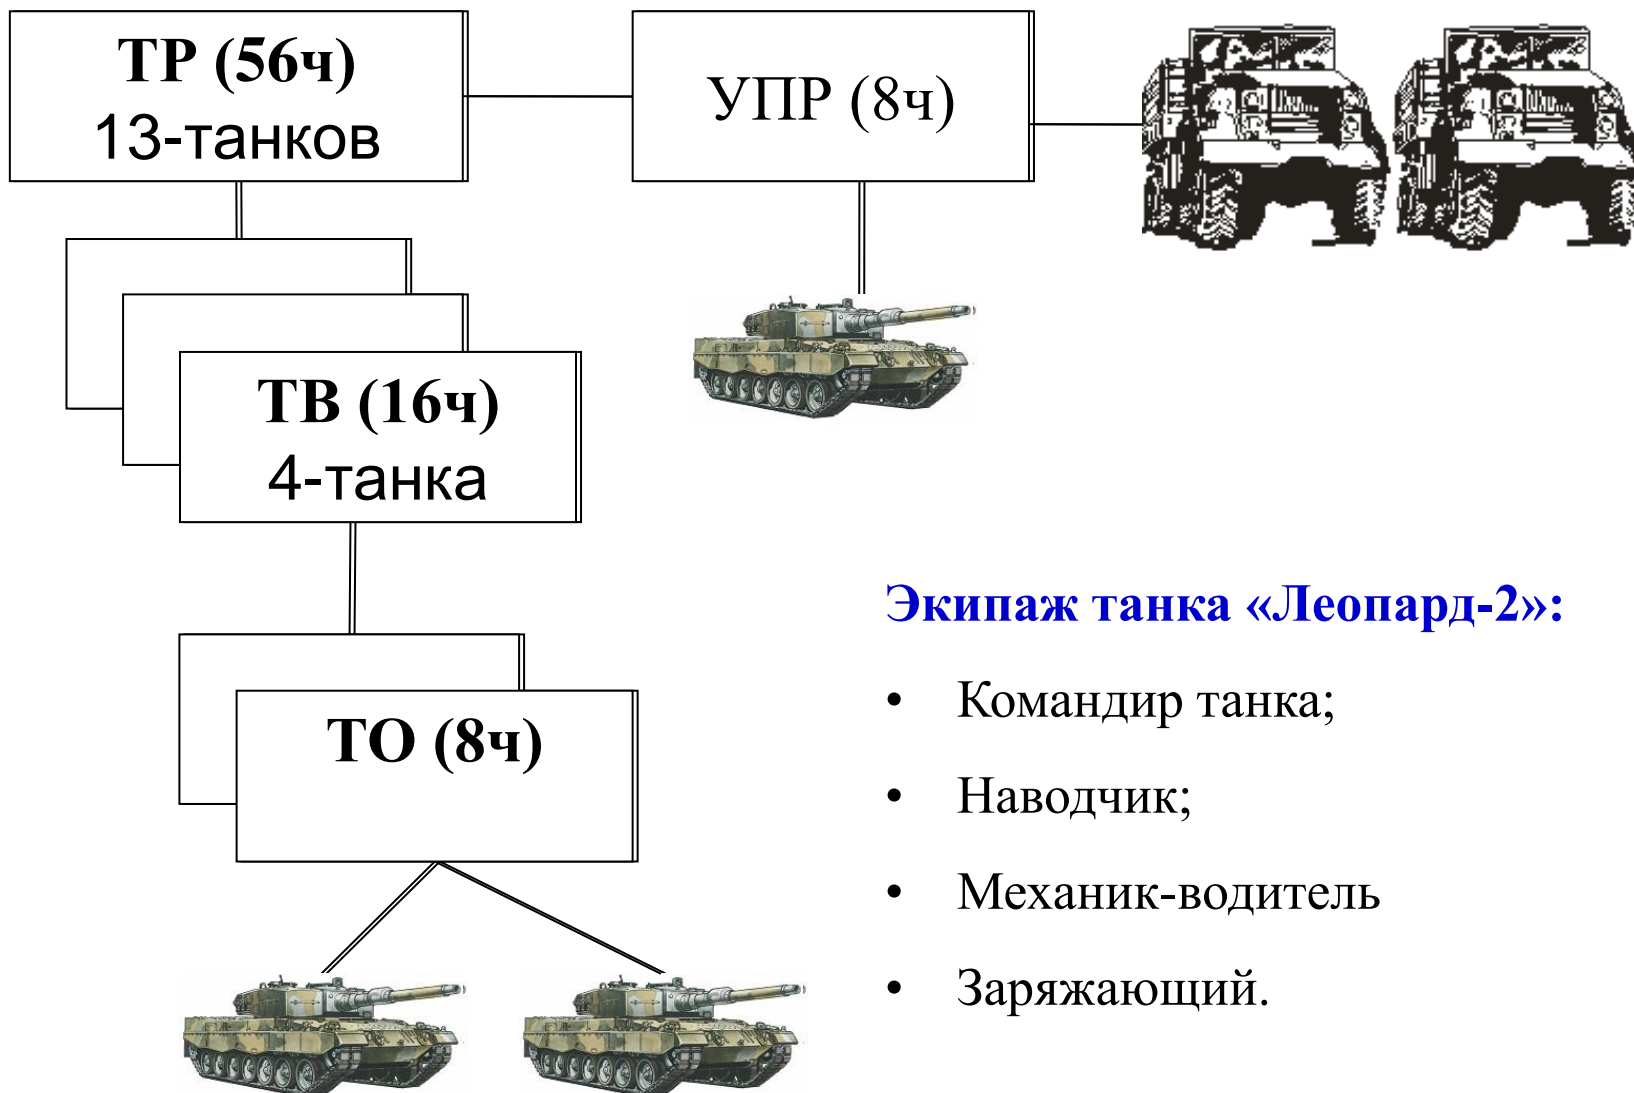 ТР (56ч)
13-танков
УПР (8ч)
ТВ (16ч)
4-танка
ТО (8ч)
Экипаж танка «Леопард-2»:
• Командир танка;
• Наводчик;
• Механик-водитель
• Заряжающий.